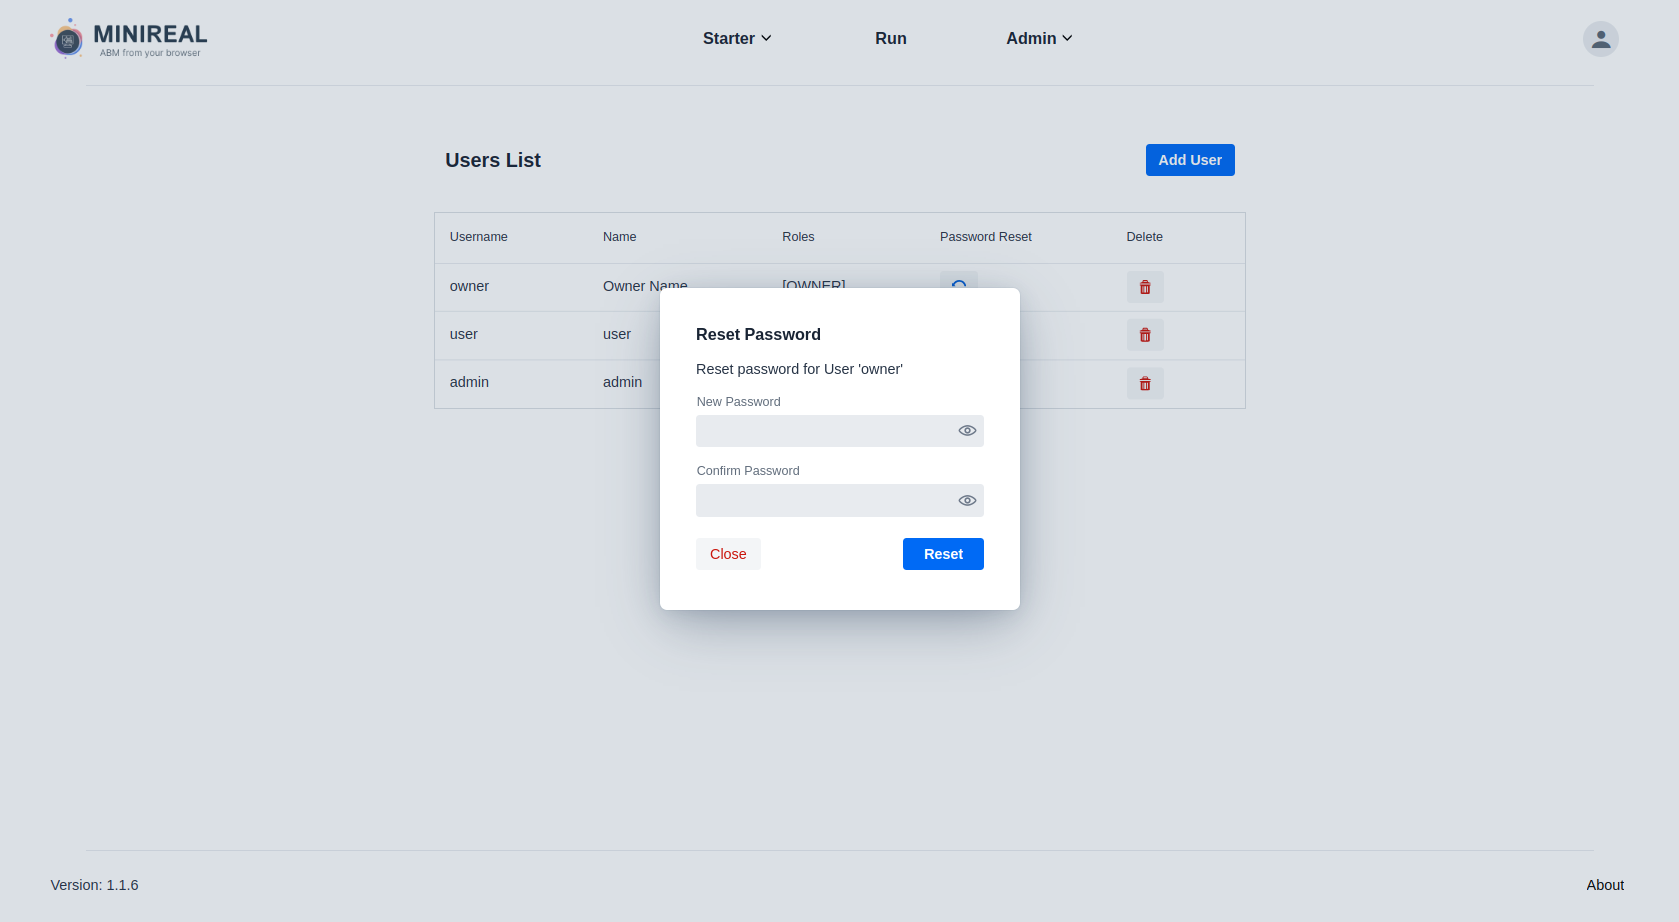 MINIREAL
ABM from your browser
Starter
Run
Admin
Users List
Add User
Username Name Roles Password Reset Delete
owner Owner Name [OWNER]
user user
admin admin
Reset Password
Reset password for User 'owner'
New Password
Confirm Password
Close Reset
Version: 1.1.6
About